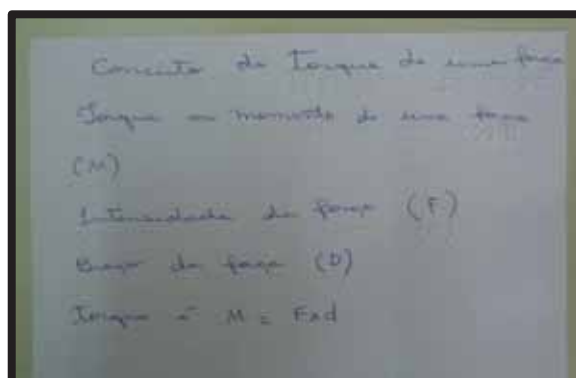 Conceito de Torque de uma força
Torque ou momento de uma força
(M)
Intensidade da força (F)
Braço da força (D)
Torque é M = Fxd